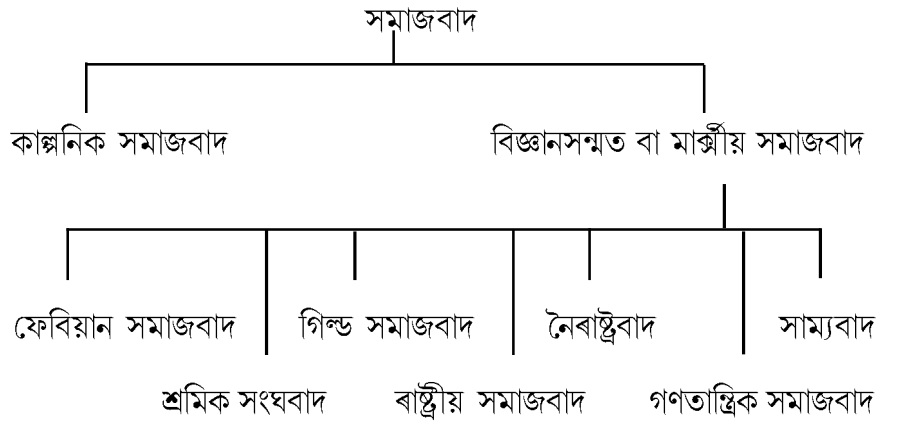 সমাজবাদ
কাল্পনিক সমাজবাদ বিজ্ঞানসন্মত বা মাৰ্ক্সীয় সমাজবাদ
ফেবিয়ান সমাজবাদ গিল্ড সমাজবাদ নৈৰাষ্ট্ৰবাদ সাম্যবাদ
শ্ৰমিক সংঘবাদ ৰাষ্ট্ৰীয় সমাজবাদ গণতান্ত্ৰিক সমাজবাদ